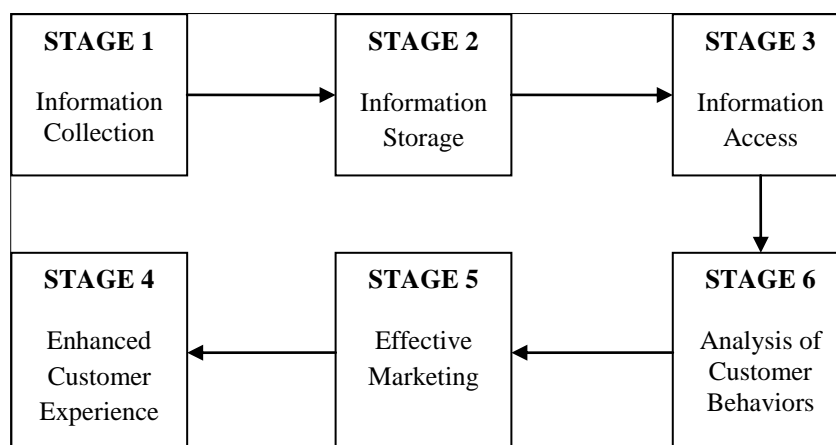 STAGE 1
Information
Collection
STAGE 2
Information
Storage
STAGE 3
Information
Access
STAGE 4
Enhanced
Customer
Experience
STAGE 5
Effective
Marketing
STAGE 6
Analysis of
Customer
Behaviors